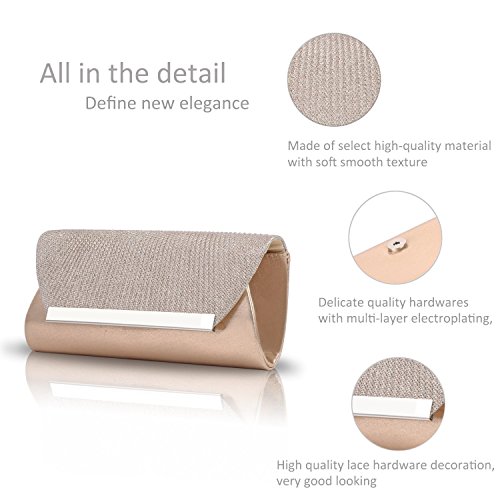 All in the detail
Define new elegance
Made of select high-quality material
with soft smooth texture
Delicate quality hardwares
with multi-layer electroplating,
High quality lace hardware decoration,
very good looking